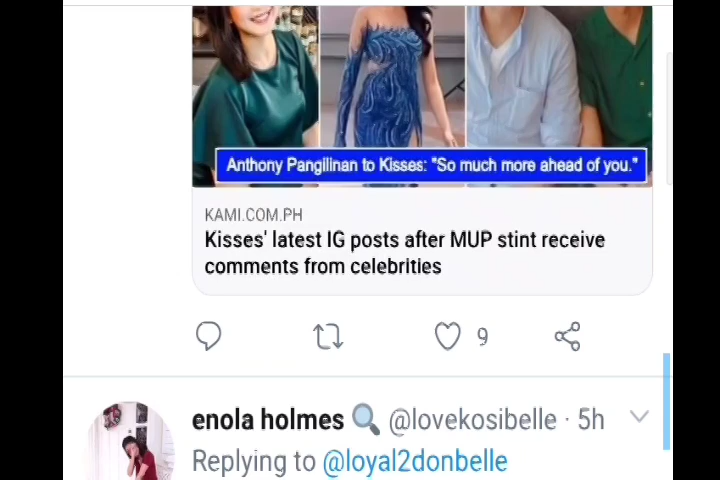 Anthony Pangilinan to Kisses: "So much more ahead of you."
KAMI.COM.PH
Kisses' latest IG posts after MUP stint receive
comments from celebrities
9
enola holmes 🔍 @lovekosibelle · 5h
Replying to @loyal2donbelle